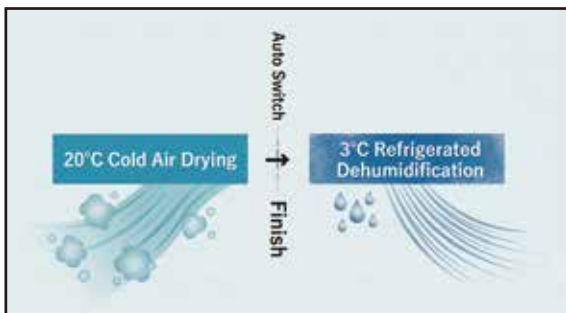 20°C Cold Air Drying
Auto Switch
Finish
3°C Refrigerated
Dehumidification